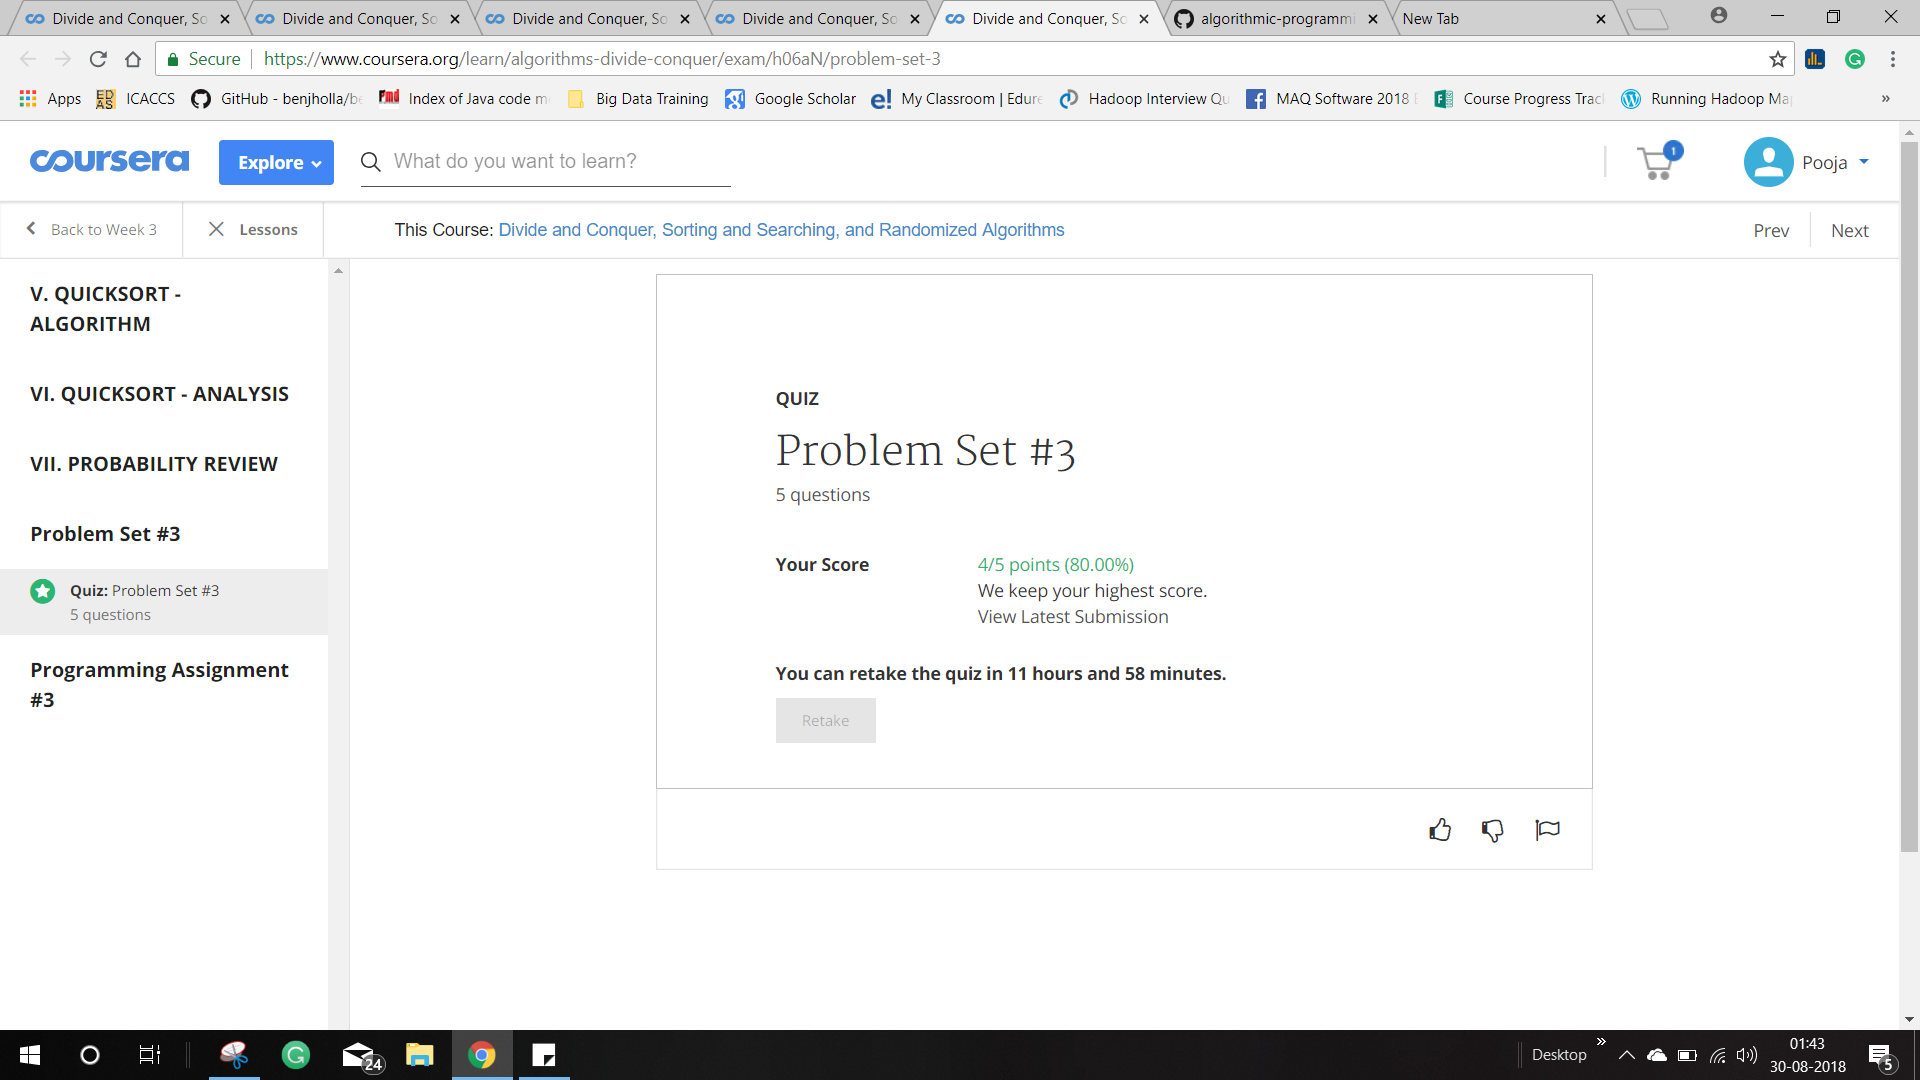 Divide and Conquer, So
Divide and Conquer, So
Divide and Conquer, So
Divide and Conquer, So
Divide and Conquer, So
algorithmic-programmi
New Tab
Secure
https://www.coursera.org/learn/algorithms-divide-conquer/exam/h06aN/problem-set-3
Apps
EDAS
ICACCS
GitHub - benjholla/be
Fmd
Index of Java code m
Big Data Training
Google Scholar
e!
My Classroom | Edure
Hadoop Interview Qu
MAQ Software 2018 E
Course Progress Track
Running Hadoop Ma
»
coursera
Explore
What do you want to learn?
1
Pooja
Back to Week 3
Lessons
This Course: Divide and Conquer, Sorting and Searching, and Randomized Algorithms
Prev
Next
V. QUICKSORT -
ALGORITHM
VI. QUICKSORT - ANALYSIS
VII. PROBABILITY REVIEW
Problem Set #3
Quiz: Problem Set #3
5 questions
Programming Assignment
#3
QUIZ
Problem Set #3
5 questions
Your Score
4/5 points (80.00%)
We keep your highest score.
View Latest Submission
You can retake the quiz in 11 hours and 58 minutes.
Retake
24
Desktop
»
01:43
30-08-2018
5